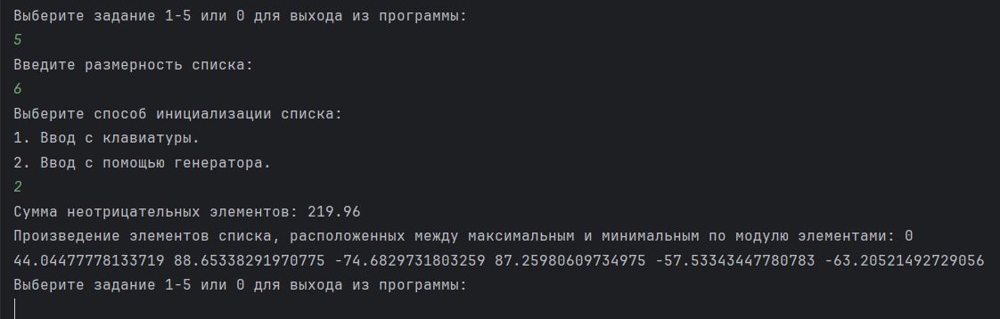 Выберите задание 1-5 или 0 для выхода из программы:
5
Введите размерность списка:
6
Выберите способ инициализации списка:
1. Ввод с клавиатуры.
2. Ввод с помощью генератора.
2
Сумма неотрицательных элементов: 219.96
Произведение элементов списка, расположенных между максимальным и минимальным по модулю элементами: 0
44.04477778133719 88.65338291970775 -74.6829731803259 87.25980609734975 -57.53343447780783 -63.20521492729056
Выберите задание 1-5 или 0 для выхода из программы: